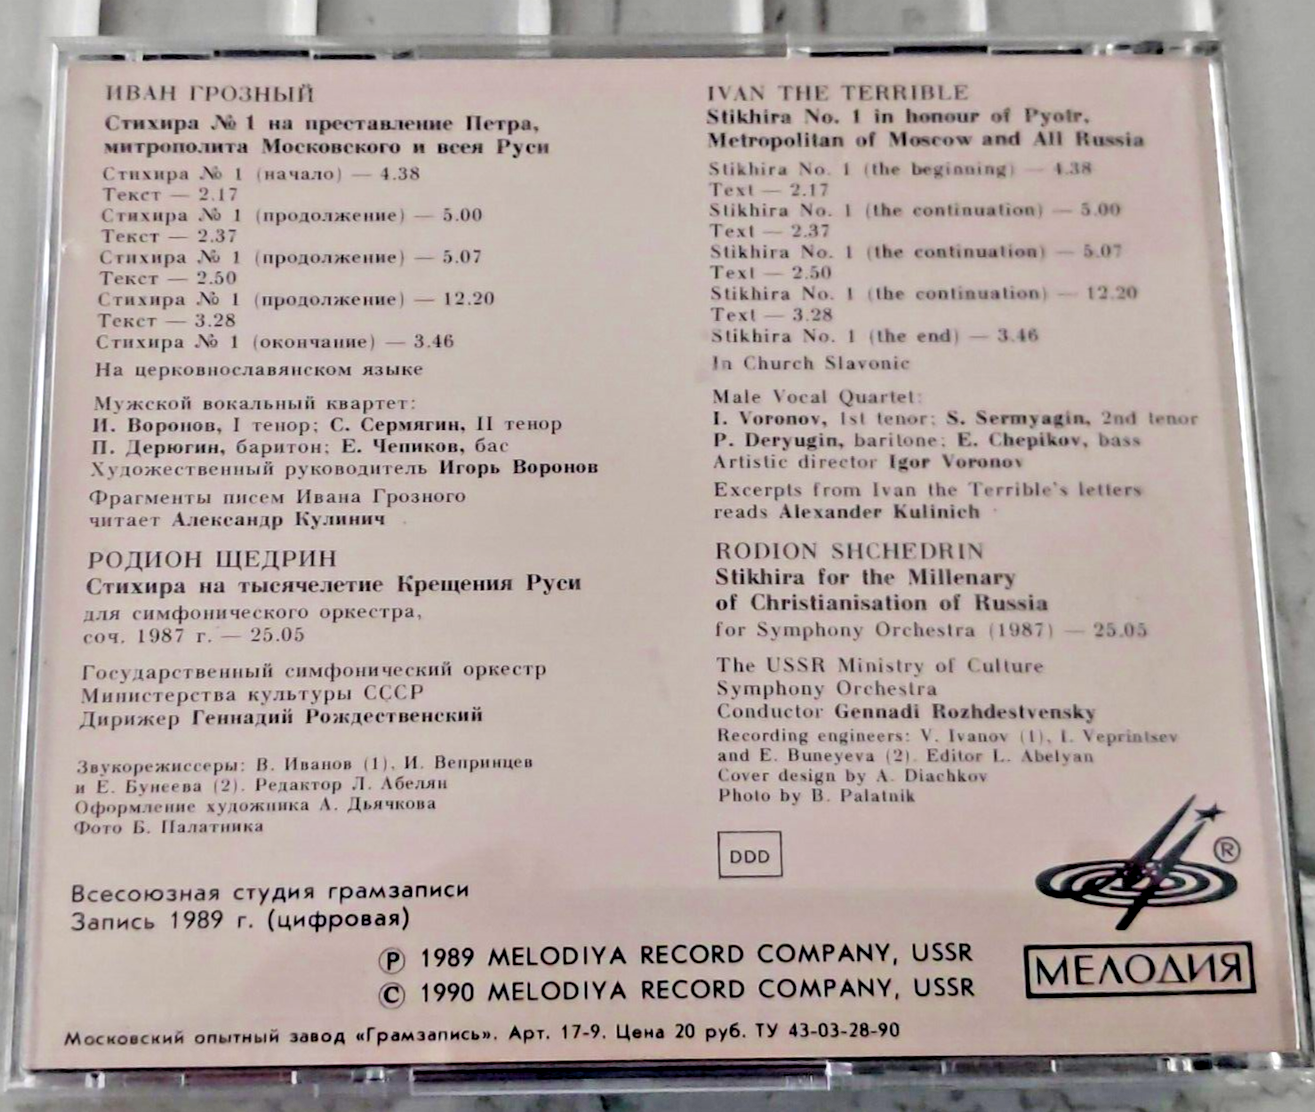 ИВАН ГРОЗНЫЙ
Стихира № 1 на преставление Петра,
митрополита Московского и всея Руси
Стихира № 1 (начало) — 4.38
Текст — 2.17
Стихира № 1 (продолжение) — 5.00
Текст — 2.37
Стихира № 1 (продолжение) — 5.07
Текст — 2.50
Стихира № 1 (продолжение) — 12.20
Текст — 3.28
Стихира № 1 (окончание) — 3.46
На церковнославянском языке
Мужской вокальный квартет:
И. Воронов, I тенор; С. Сермягин, II тенор
П. Дерюгин, баритон; Е. Чепиков, бас
Художественный руководитель Игорь Воронов
Фрагменты писем Ивана Грозного
читает Александр Кулинич
РОДИОН ЩЕДРИН
Стихира на тысячелетие Крещения Руси
для симфонического оркестра,
соч. 1987 г. — 25.05
Государственный симфонический оркестр
Министерства культуры СССР
Дирижер Геннадий Рождественский
Звукорежиссеры: В. Иванов (1), И. Вепринцев
и Е. Бунеева (2). Редактор Л. Абелян
Оформление художника А. Дьячкова
Фото Б. Палатника
IVAN THE TERRIBLE
Stikhira No. 1 in honour of Pyotr,
Metropolitan of Moscow and All Russia
Stikhira No. 1 (the beginning) — 4.38
Text — 2.17
Stikhira No. 1 (the continuation) — 5.00
Text — 2.37
Stikhira No. 1 (the continuation) — 5.07
Text — 2.50
Stikhira No. 1 (the continuation) — 12.20
Text — 3.28
Stikhira No. 1 (the end) — 3.46
In Church Slavonic
Male Vocal Quartet:
I. Voronov, 1st tenor; S. Sermyagin, 2nd tenor
P. Deryugin, baritone; E. Chepikov, bass
Artistic director Igor Voronov
Excerpts from Ivan the Terrible's letters
reads Alexander Kulinich
RODION SHCHEDRIN
Stikhira for the Millenary
of Christianisation of Russia
for Symphony Orchestra (1987) — 25.05
The USSR Ministry of Culture
Symphony Orchestra
Conductor Gennadi Rozhdestvensky
Recording engineers: V. Ivanov (1), I. Veprintsev
and E. Buneyeva (2). Editor L. Abelyan
Cover design by A. Diachkov
Photo by B. Palatnik
DDD
®
Всесоюзная студия грамзаписи
Запись 1989 г. (цифровая)
℗ 1989 MELODIYA RECORD COMPANY, USSR
© 1990 MELODIYA RECORD COMPANY, USSR
МЕЛОДИЯ
Московский опытный завод «Грамзапись». Арт. 17-9. Цена 20 руб. ТУ 43-03-28-90